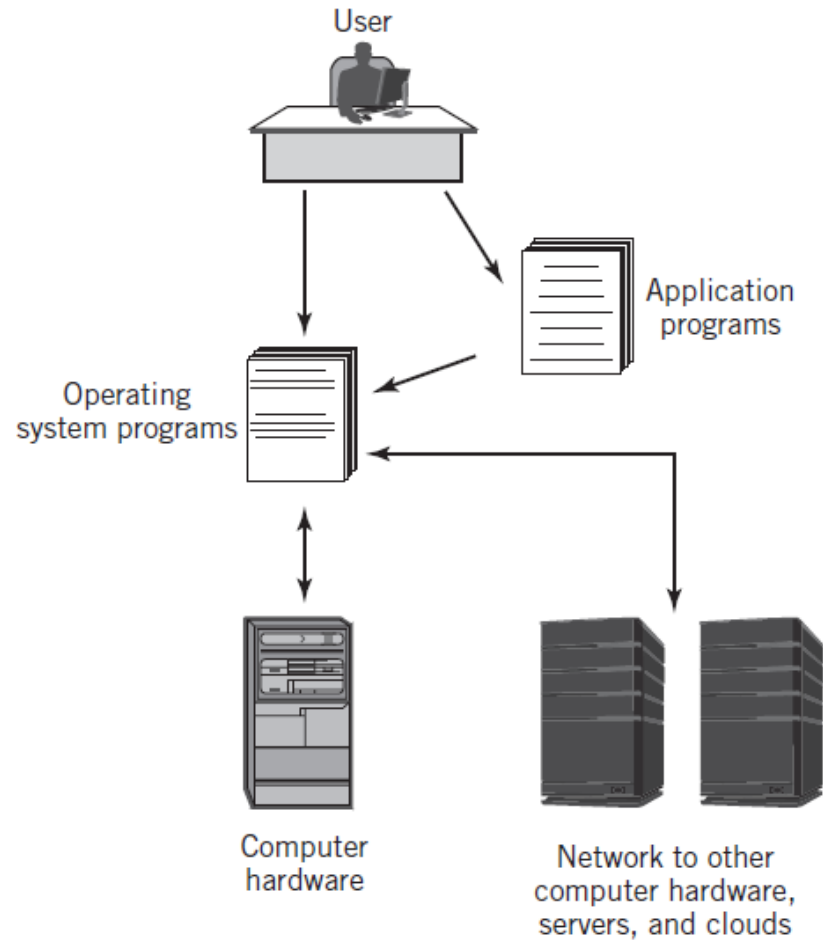 User
Application
programs
Operating
system programs
Computer
hardware
Network to other
computer hardware,
servers, and clouds